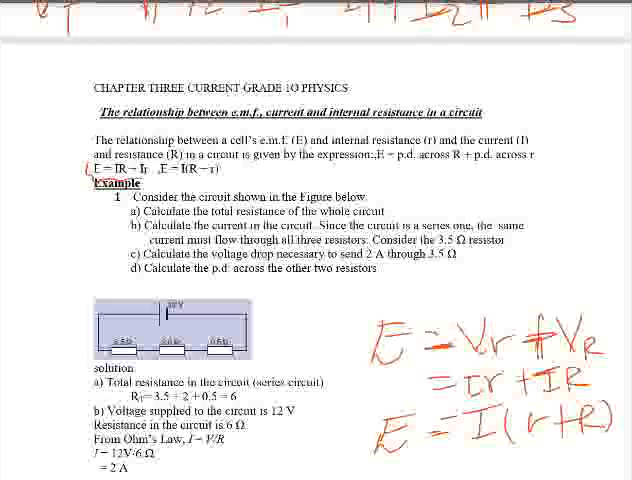 CHAPTER THREE CURRENT GRADE 10 PHYSICS
The relationship between e.m.f., current and internal resistance in a circuit
The relationship between a cell's e.m.f. (E) and internal resistance (r) and the current (I)
and resistance (R) in a circuit is given by the expression:,E = p.d. across R + p.d. across r
E = IR – Ir ,E = I(R – r)
Example
1 Consider the circuit shown in the Figure below
a) Calculate the total resistance of the whole circuit
b) Calculate the current in the circuit. Since the circuit is a series one, the same
current must flow through all three resistors. Consider the 3.5 Ω resistor
c) Calculate the voltage drop necessary to send 2 A through 3.5 Ω
d) Calculate the p.d. across the other two resistors
3.5Ω 2.0Ω 0.5Ω
solution
a) Total resistance in the circuit (series circuit)
RT = 3.5 + 2 + 0.5 = 6
b) Voltage supplied to the circuit is 12 V
Resistance in the circuit is 6 Ω
From Ohm's Law, I = V/R
I = 12V÷6 Ω
= 2 A
E = Vr + VR
= Ir + IR
E = I(r+R)